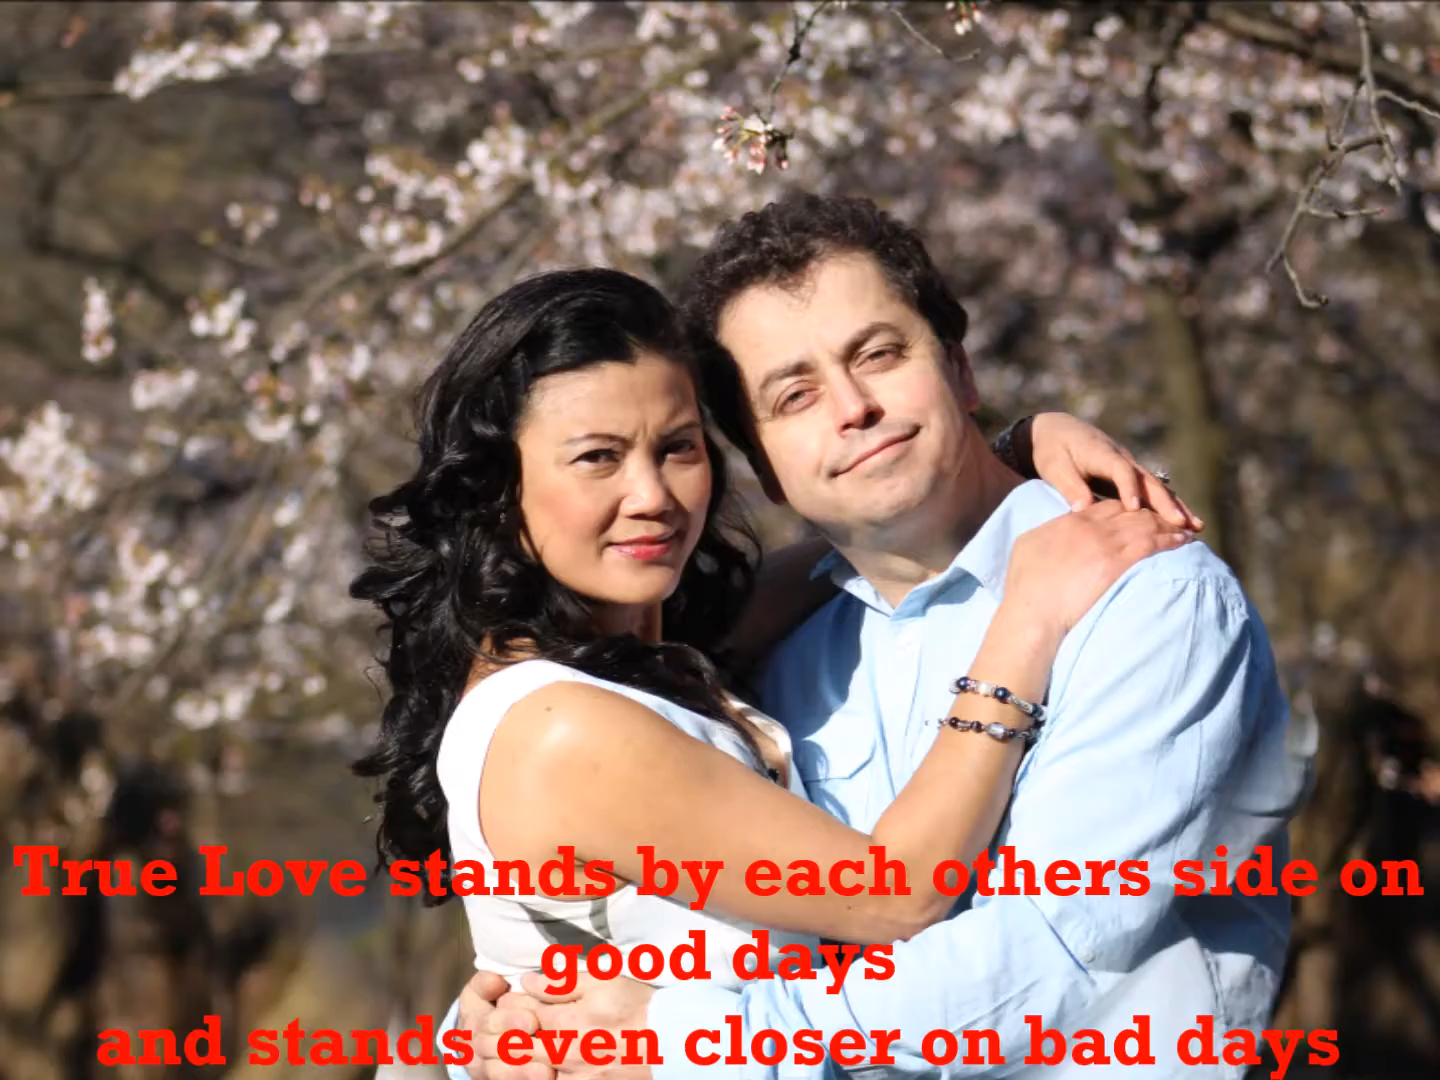 True Love stands by each others side on
good days
and stands even closer on bad days